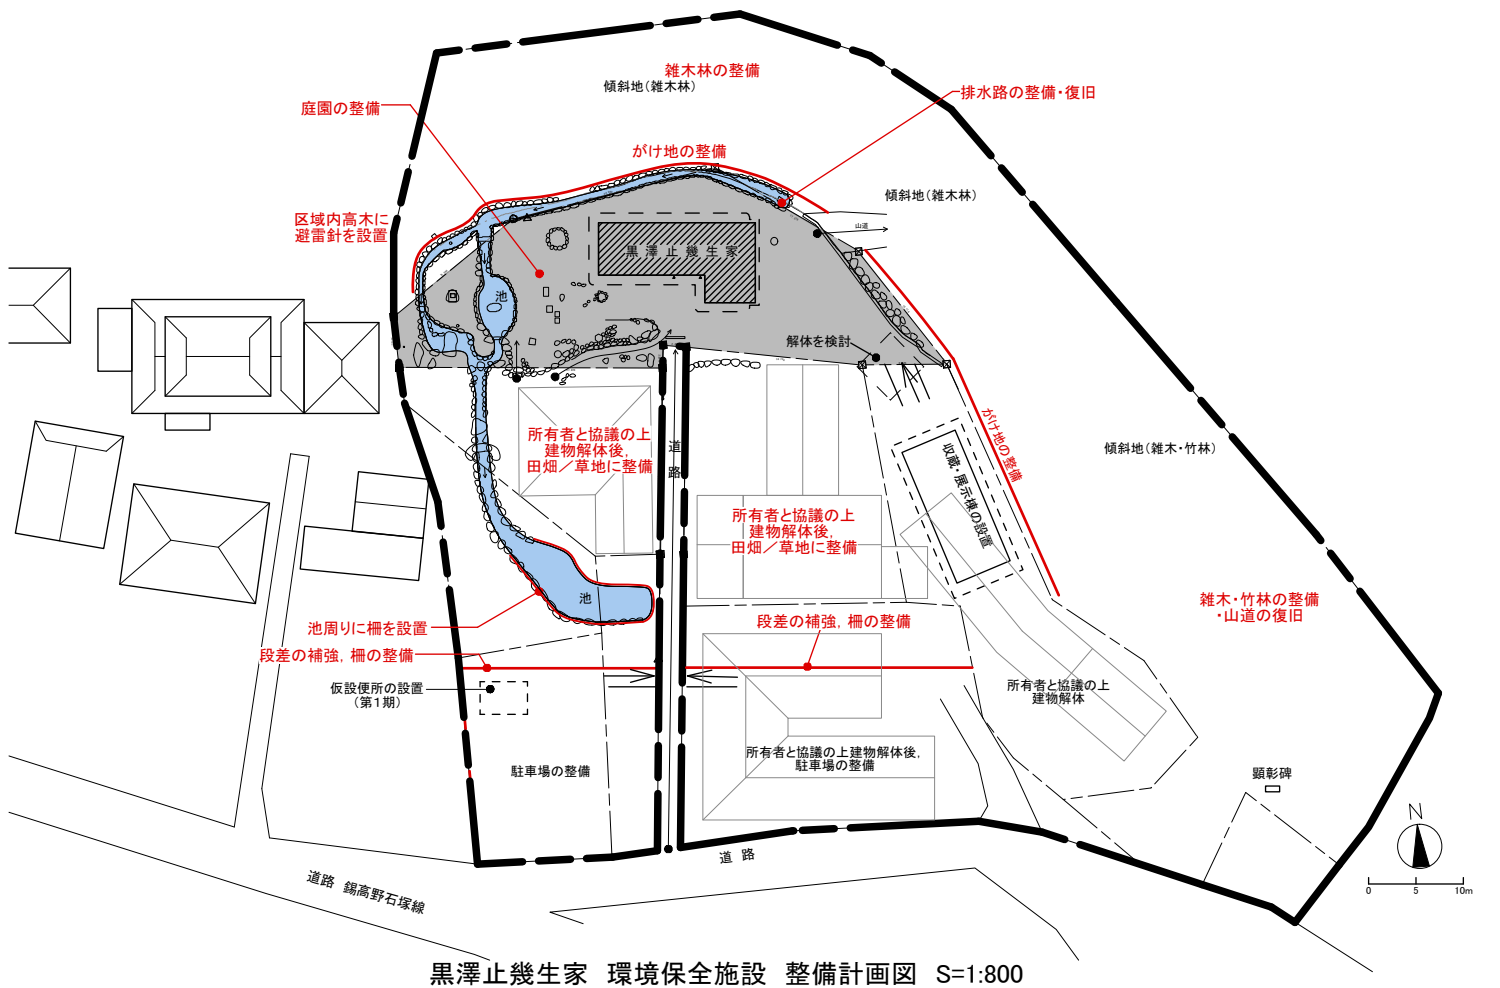 雑木林の整備
傾斜地(雑木林)
庭園の整備
排水路の整備・復旧
がけ地の整備
傾斜地(雑木林)
区域内高木に
避雷針を設置
山道
黒澤止幾生家
池
解体を検討
がけ地の整備
所有者と協議の上
建物解体後,
田畑/草地に整備
道路
収蔵・展示棟の設置
傾斜地(雑木・竹林)
所有者と協議の上
建物解体後,
田畑/草地に整備
池
雑木・竹林の整備
・山道の復旧
池周りに柵を設置
段差の補強, 柵の整備
段差の補強, 柵の整備
仮設便所の設置
(第1期)
所有者と協議の上
建物解体
所有者と協議の上建物解体後,
駐車場の整備
駐車場の整備
顕彰碑
N
0 5 10m
道路
道路 錫高野石塚線
黒澤止幾生家 環境保全施設 整備計画図 S=1:800